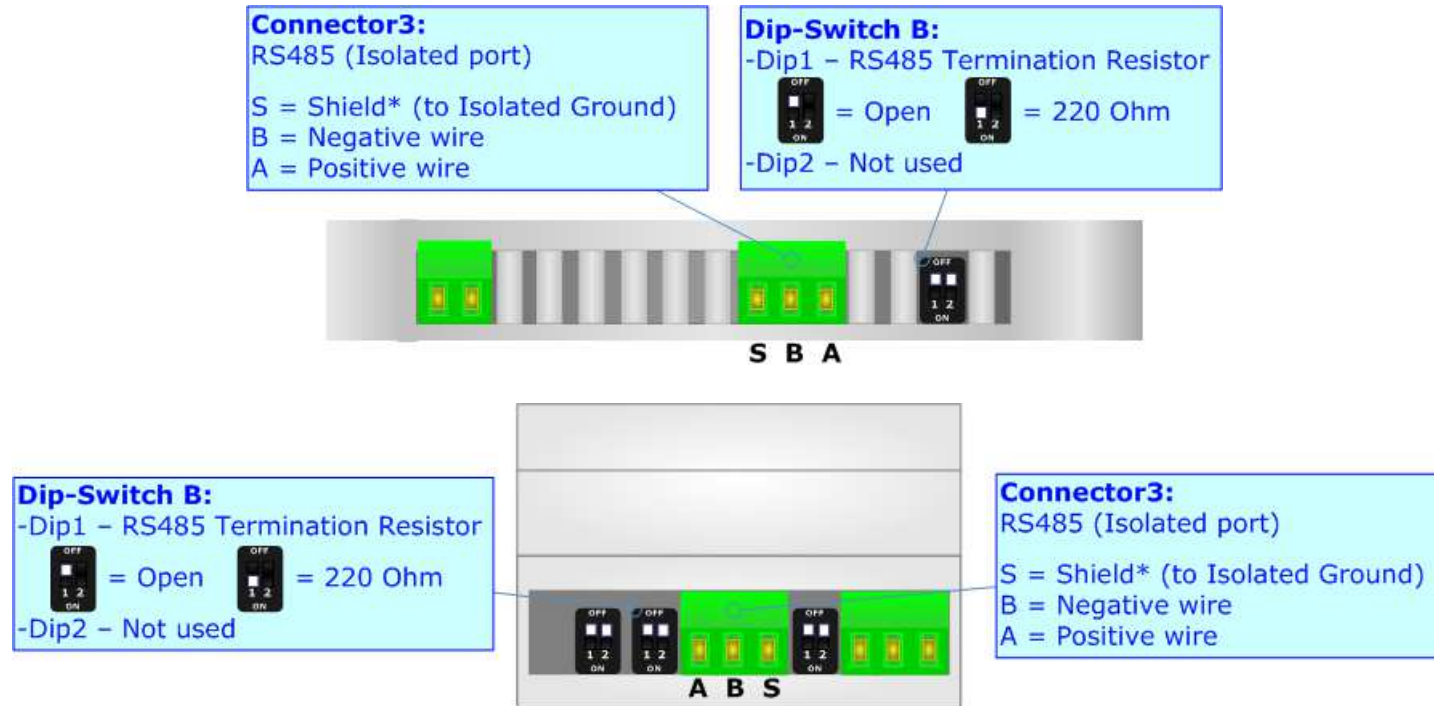 Connector3:
RS485 (Isolated port)
S = Shield* (to Isolated Ground)
B = Negative wire
A = Positive wire
Dip-Switch B:
-Dip1 – RS485 Termination Resistor
OFF
1 2
ON
= Open
OFF
1 2
ON
= 220 Ohm
-Dip2 – Not used
OFF
1 2
ON
S B A
Dip-Switch B:
-Dip1 – RS485 Termination Resistor
OFF
1 2
ON
= Open
OFF
1 2
ON
= 220 Ohm
-Dip2 – Not used
Connector3:
RS485 (Isolated port)
S = Shield* (to Isolated Ground)
B = Negative wire
A = Positive wire
OFF
1 2
ON
OFF
1 2
ON
OFF
1 2
ON
A B S